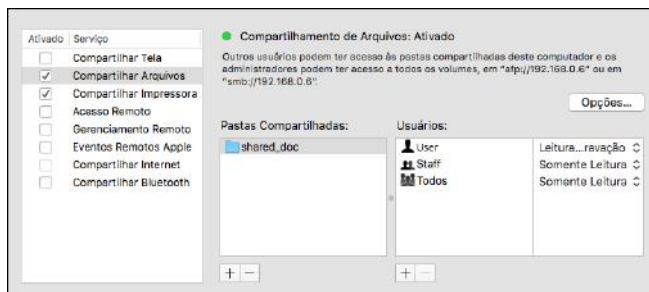 Ativado Serviço
Compartilhar Tela
Compartilhar Arquivos
Compartilhar Impressora
Acesso Remoto
Gerenciamento Remoto
Eventos Remotos Apple
Compartilhar Internet
Compartilhar Bluetooth
Compartilhamento de Arquivos: Ativado
Outros usuários podem ter acesso às pastas compartilhadas deste computador e os
administradores podem ter acesso a todos os volumes, em "afp://192.168.0.6" ou em
"smb://192.168.0.6".
Opções...
Pastas Compartilhadas:
shared_doc
Usuários:
User Leitura...ravação
Staff Somente Leitura
Todos Somente Leitura